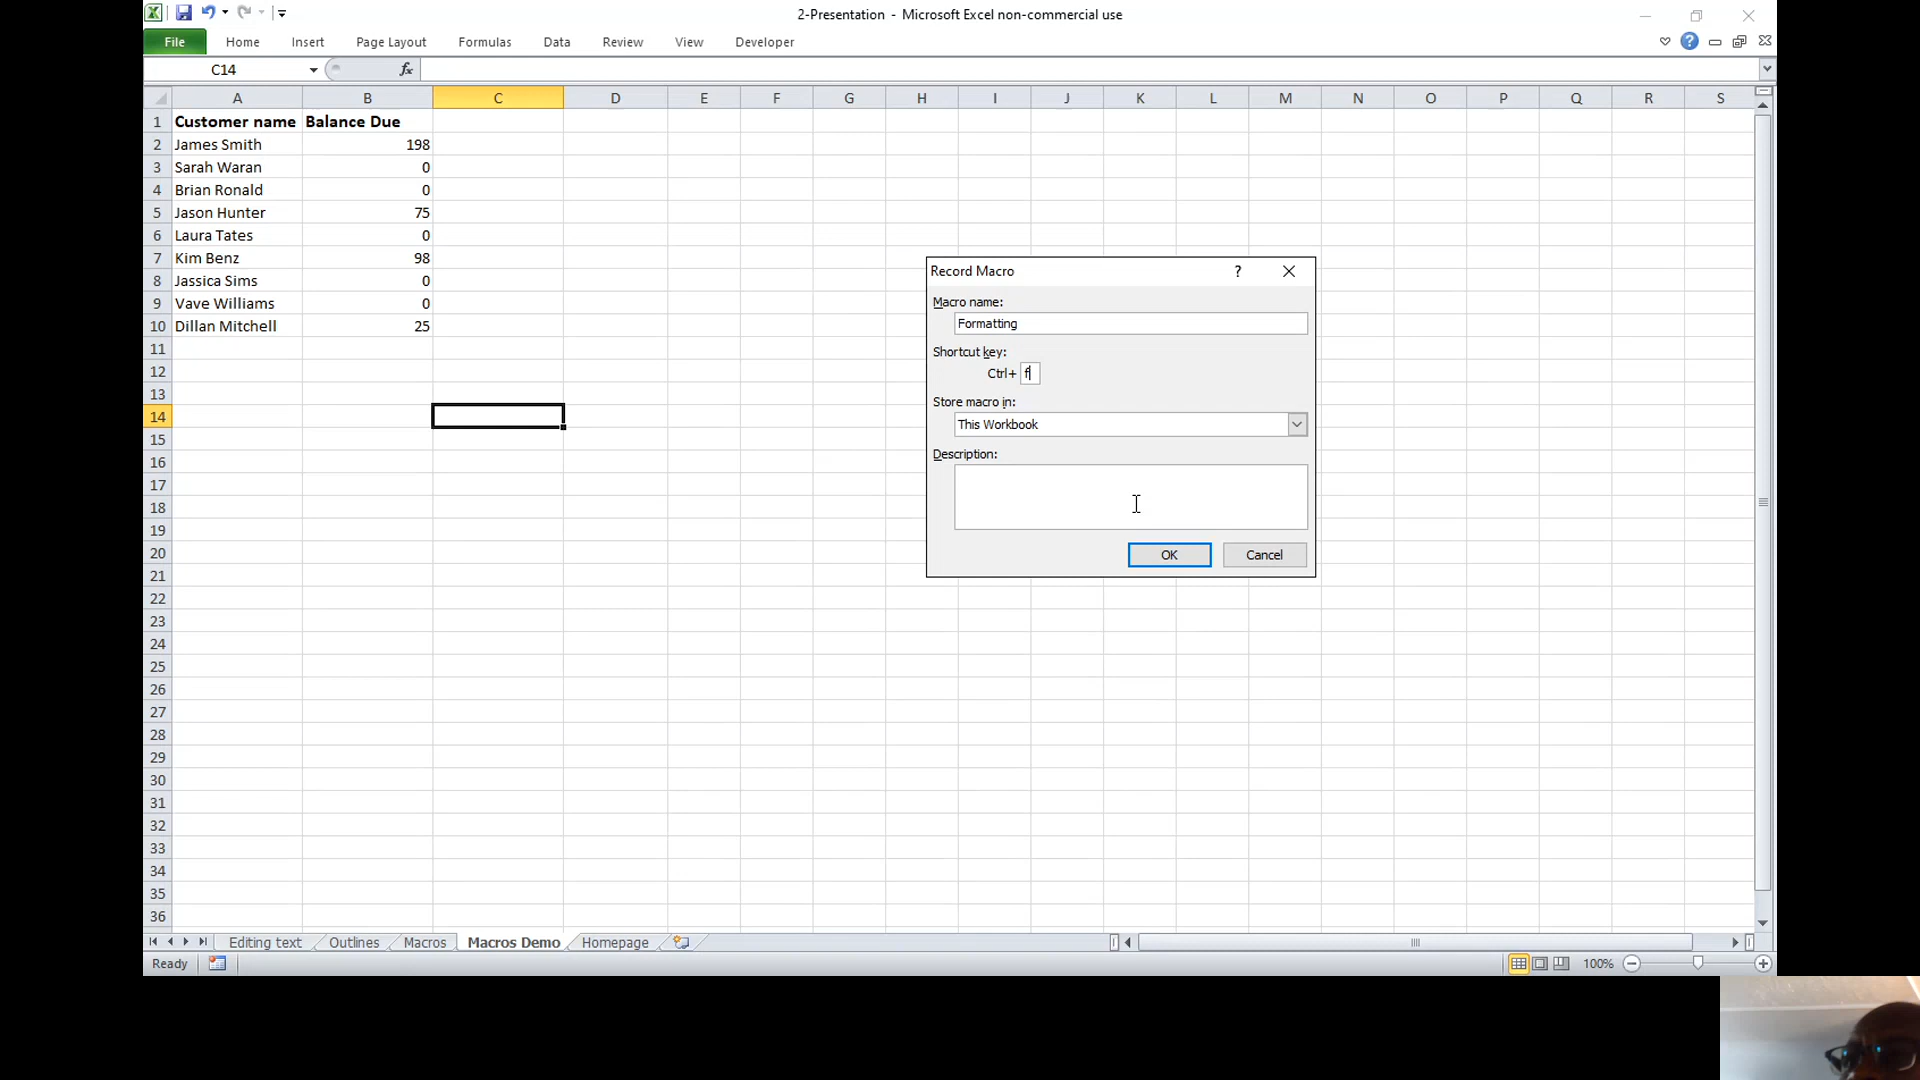 2-Presentation - Microsoft Excel non-commercial use
File Home Insert Page Layout Formulas Data Review View Developer
C14 fx
A B C D E F G H I J K L M N O P Q R S
1 Customer name Balance Due
2 James Smith 198
3 Sarah Waran 0
4 Brian Ronald 0
5 Jason Hunter 75
6 Laura Tates 0
7 Kim Benz 98
8 Jassica Sims 0
9 Vave Williams 0
10 Dillan Mitchell 25
11
12
13
14
15
16
17
18
19
20
21
22
23
24
25
26
27
28
29
30
31
32
33
34
35
36
Record Macro ?
Macro name:
Formatting
Shortcut key:
Ctrl+ f
Store macro in:
This Workbook
Description:
OK Cancel
Editing text Outlines Macros Macros Demo Homepage
Ready 100%